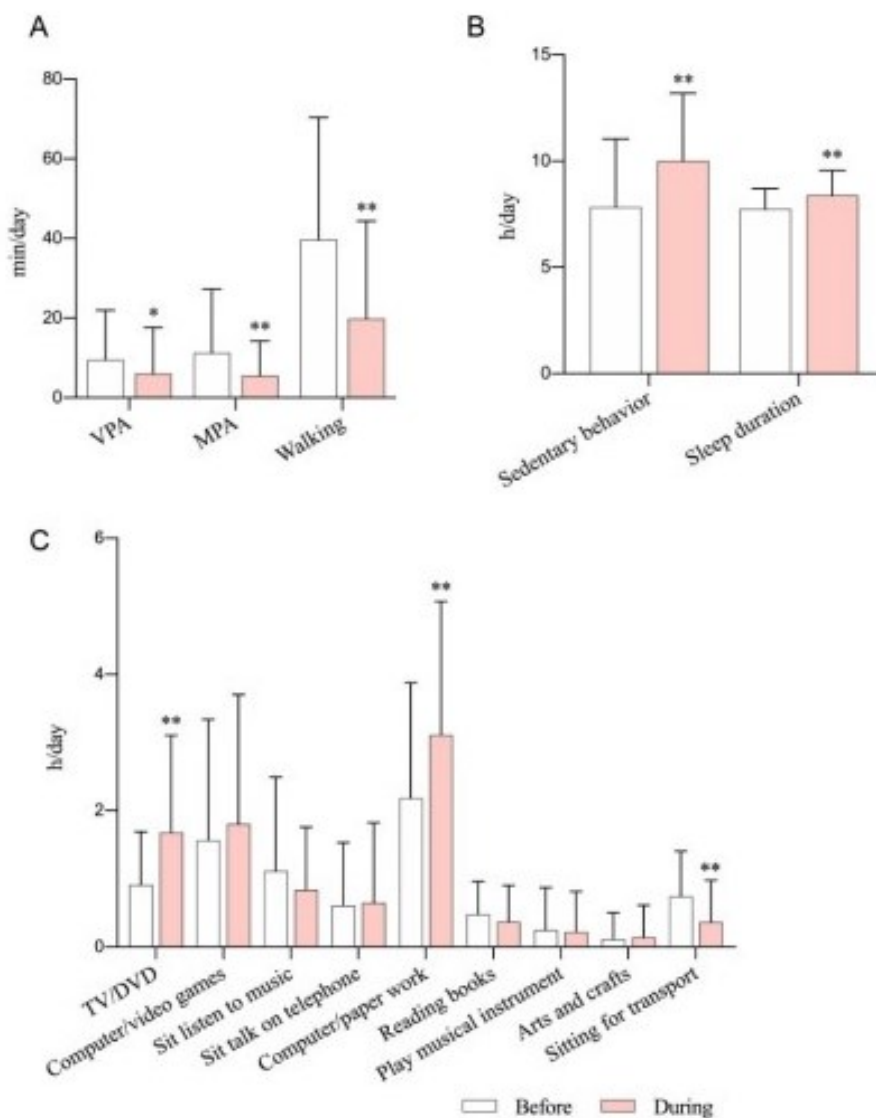 A
min/day
80
60
40
20
0
*
**
**
VPA
MPA
Walking
B
h/day
15
10
5
0
**
**
Sedentary behavior
Sleep duration
C
h/day
6
4
2
0
**
**
**
TV/DVD
Computer/video games
Sit listen to music
Sit talk on telephone
Computer/paper work
Reading books
Play musical instrument
Arts and crafts
Sitting for transport
Before During